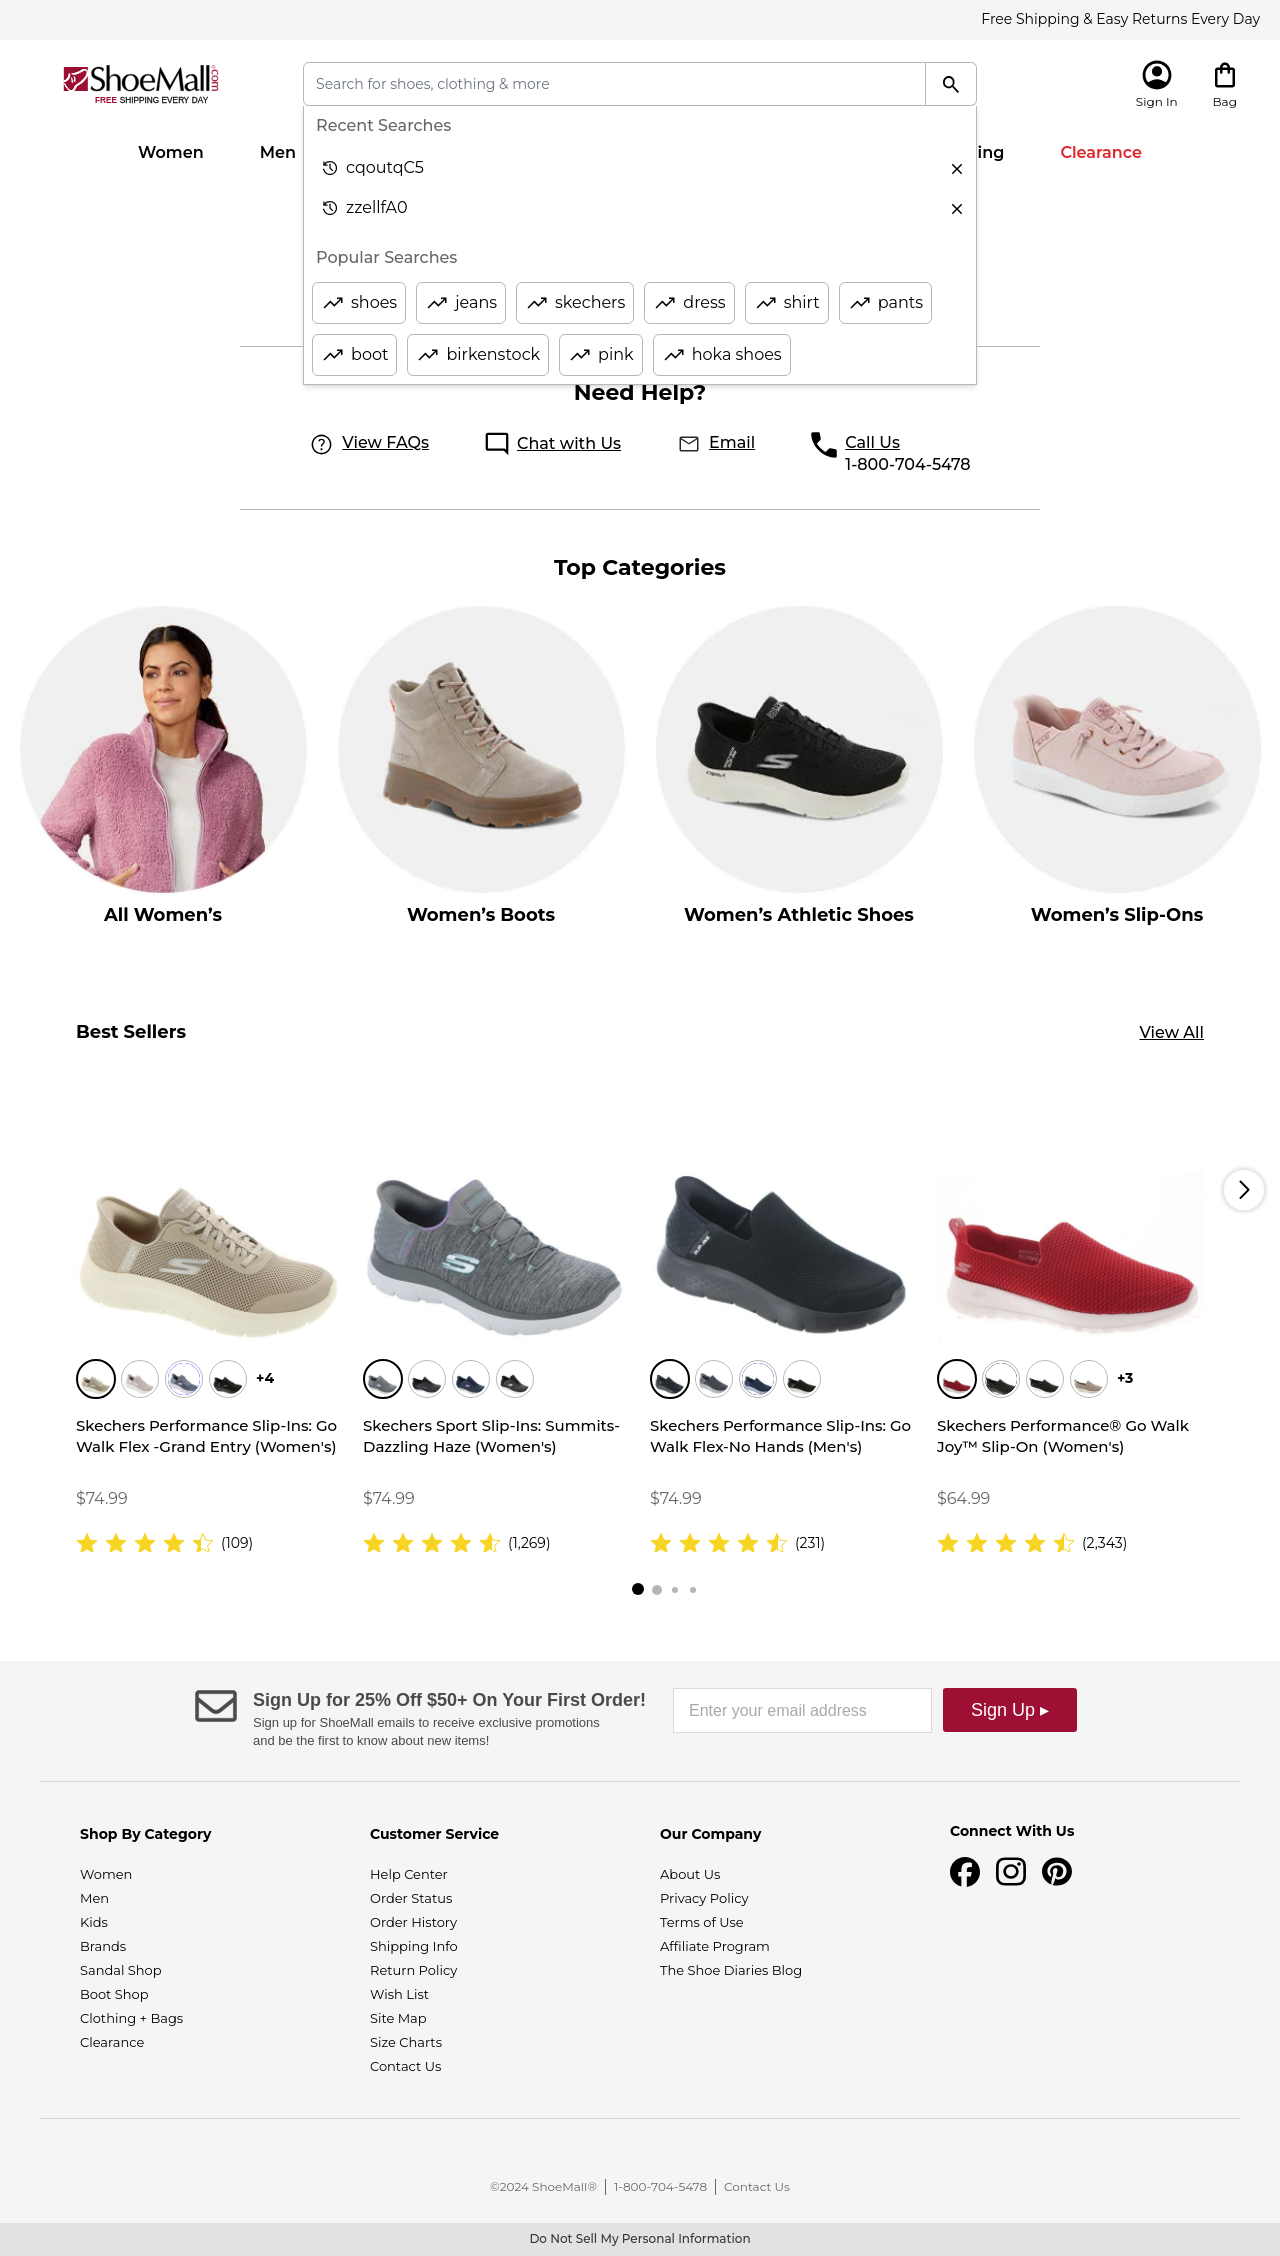 Free Shipping & Easy Returns Every Day
ShoeMall.com
FREE SHIPPING EVERY DAY
Search for shoes, clothing & more
Sign In
Bag
Recent Searches
Women
Men
ing
Clearance
cqoutqC5
zzellfA0
Popular Searches
shoes
jeans
skechers
dress
shirt
pants
boot
birkenstock
pink
hoka shoes
Need Help?
View FAQs
Chat with Us
Email
Call Us
1-800-704-5478
Top Categories
All Women’s
Women’s Boots
Women’s Athletic Shoes
Women’s Slip-Ons
Best Sellers
View All
+4
+3
Skechers Performance Slip-Ins: Go
Walk Flex -Grand Entry (Women's)
Skechers Sport Slip-Ins: Summits-
Dazzling Haze (Women's)
Skechers Performance Slip-Ins: Go
Walk Flex-No Hands (Men's)
Skechers Performance® Go Walk
Joy™ Slip-On (Women's)
$74.99
$74.99
$74.99
$64.99
(109)
(1,269)
(231)
(2,343)
Sign Up for 25% Off $50+ On Your First Order!
Sign up for ShoeMall emails to receive exclusive promotions
and be the first to know about new items!
Enter your email address
Sign Up ▸
Shop By Category
Women
Men
Kids
Brands
Sandal Shop
Boot Shop
Clothing + Bags
Clearance
Customer Service
Help Center
Order Status
Order History
Shipping Info
Return Policy
Wish List
Site Map
Size Charts
Contact Us
Our Company
About Us
Privacy Policy
Terms of Use
Affiliate Program
The Shoe Diaries Blog
Connect With Us
©2024 ShoeMall®
1-800-704-5478
Contact Us
Do Not Sell My Personal Information